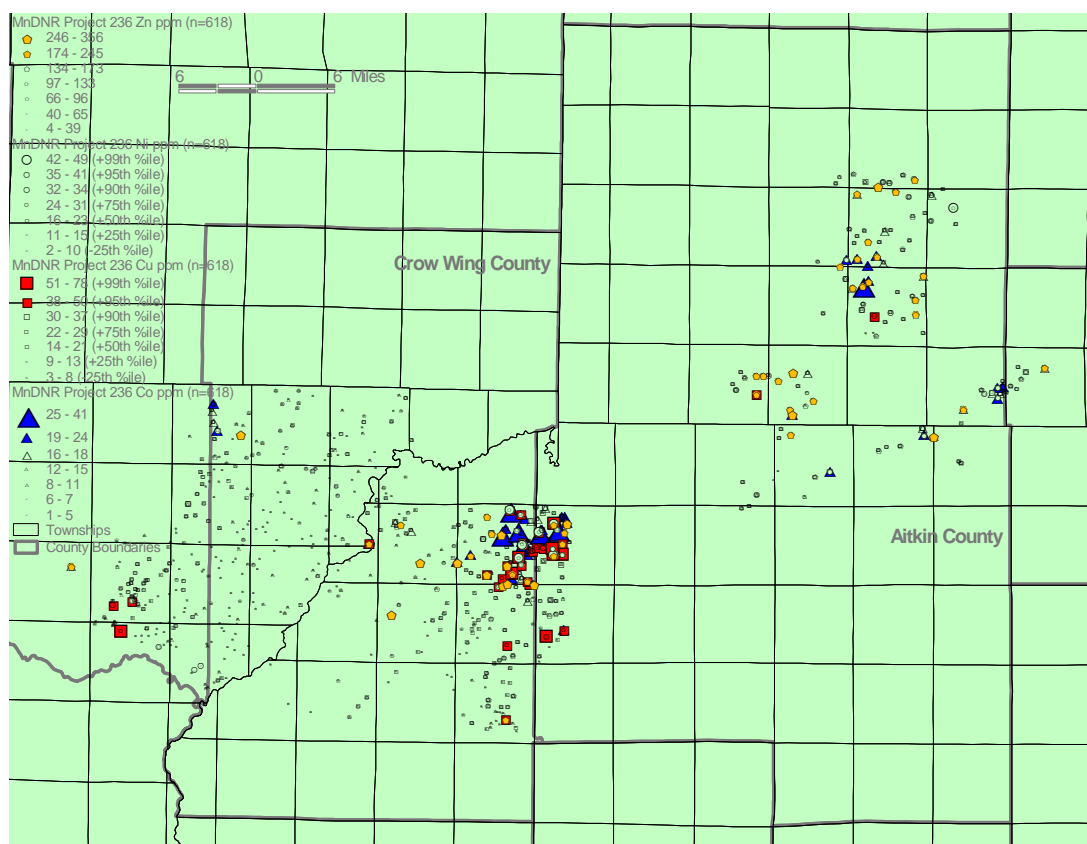 MnDNR Project 236 Zn ppm (n=618)
246 - 356
174 - 245
134 - 173
97 - 133
66 - 96
40 - 65
4 - 39
6 0 6 Miles
MnDNR Project 236 Ni ppm (n=618)
42 - 49 (+99th %ile)
35 - 41 (+95th %ile)
32 - 34 (+90th %ile)
24 - 31 (+75th %ile)
16 - 23 (+50th %ile)
11 - 15 (+25th %ile)
2 - 10 (-25th %ile)
MnDNR Project 236 Cu ppm (n=618)
51 - 78 (+99th %ile)
38 - 50 (+95th %ile)
30 - 37 (+90th %ile)
22 - 29 (+75th %ile)
14 - 21 (+50th %ile)
9 - 13 (+25th %ile)
3 - 8 (-25th %ile)
MnDNR Project 236 Co ppm (n=618)
25 - 41
19 - 24
16 - 18
12 - 15
8 - 11
6 - 7
1 - 5
Townships
County Boundaries
Crow Wing County
Aitkin County